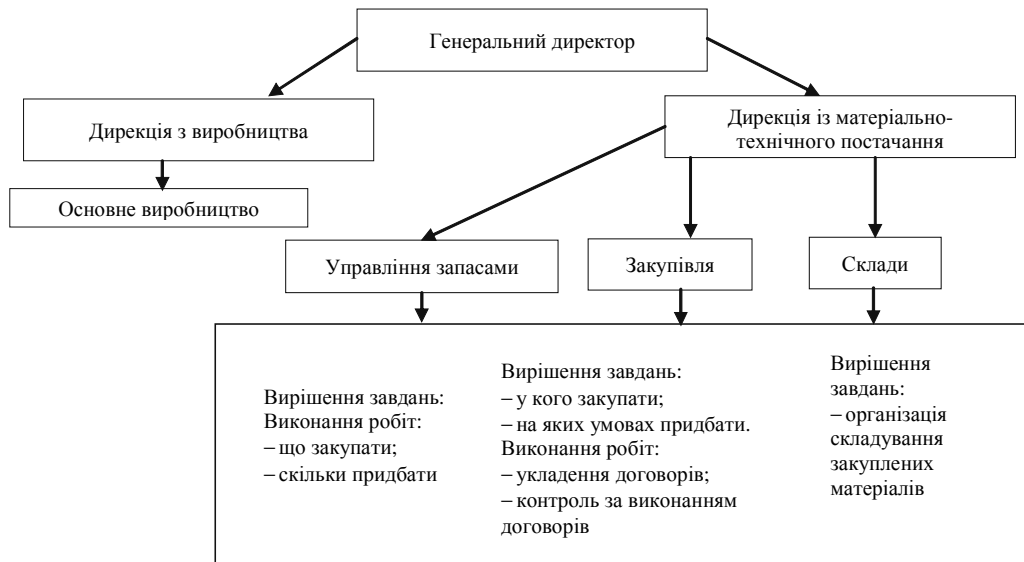 Генеральний директор
Дирекція з виробництва
Дирекція із матеріально-
технічного постачання
Основне виробництво
Управління запасами
Закупівля
Склади
Вирішення завдань:
Виконання робіт:
– що закупати;
– скільки придбати
Вирішення завдань:
– у кого закупати;
– на яких умовах придбати.
Виконання робіт:
– укладення договорів;
– контроль за виконанням
договорів
Вирішення
завдань:
– організація
складування
закуплених
матеріалів